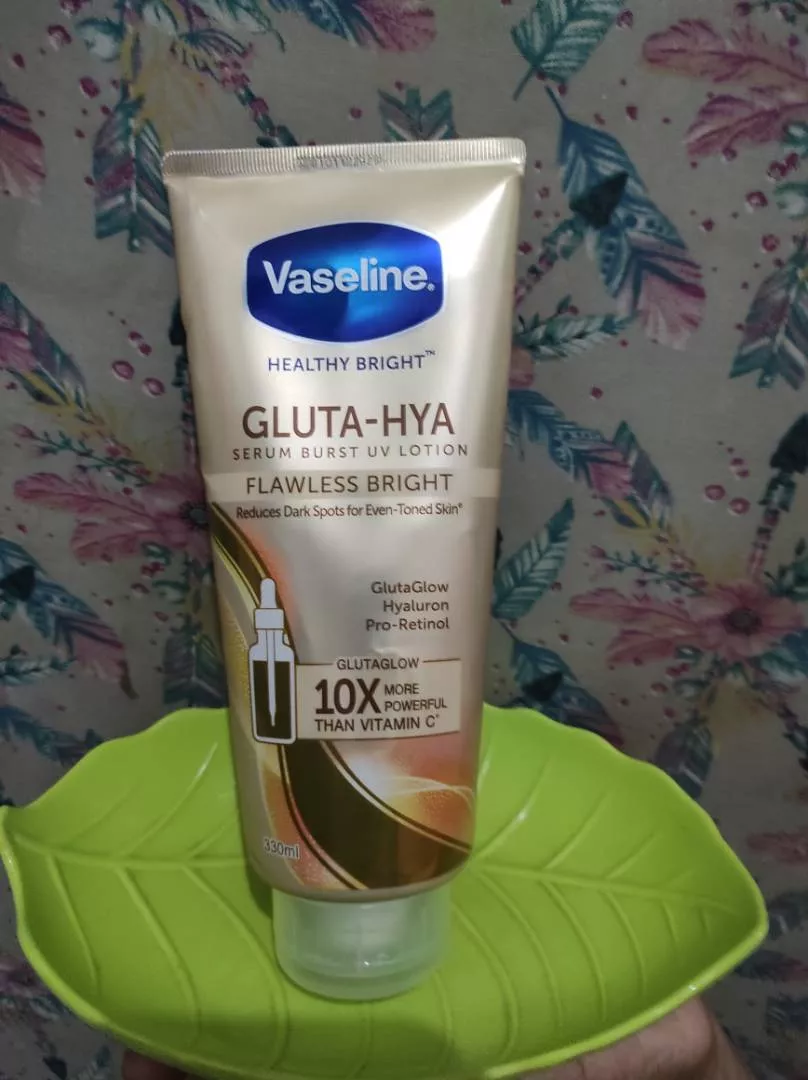 Vaseline.
HEALTHY BRIGHT™
GLUTA-HYA
SERUM BURST UV LOTION
FLAWLESS BRIGHT
Reduces Dark Spots for Even-Toned Skin*
GlutaGlow
Hyaluron
Pro-Retinol
GLUTAGLOW
10X MORE POWERFUL
THAN VITAMIN C*
330ml